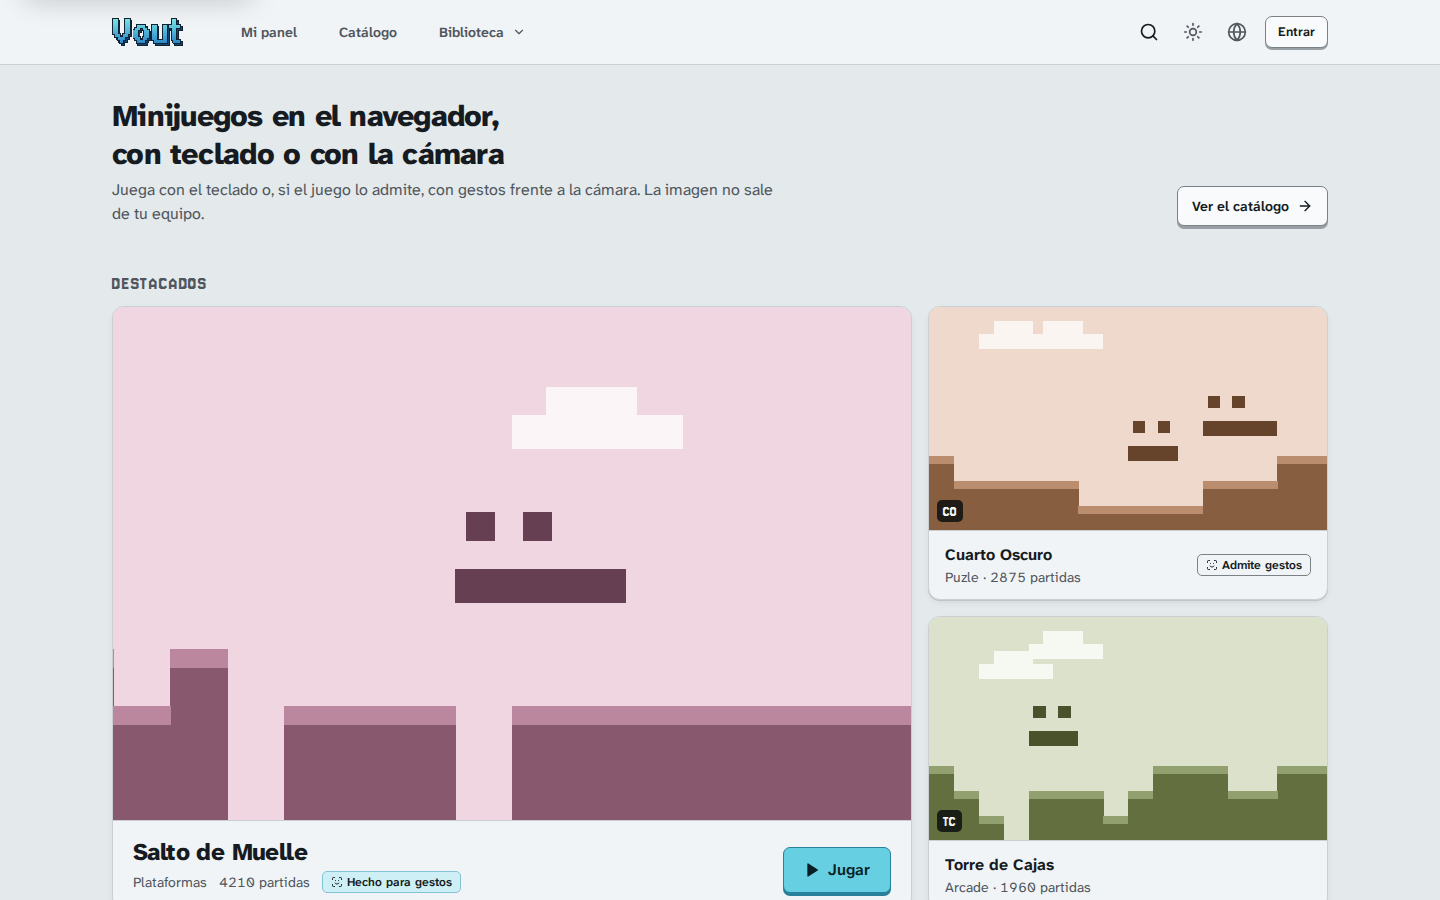 Vout
Mi panel
Catálogo
Biblioteca
Entrar
Minijuegos en el navegador,
con teclado o con la cámara
Juega con el teclado o, si el juego lo admite, con gestos frente a la cámara. La imagen no sale
de tu equipo.
Ver el catálogo
DESTACADOS
CO
Cuarto Oscuro
Puzle · 2875 partidas
Admite gestos
TC
Salto de Muelle
Plataformas 4210 partidas
Hecho para gestos
Jugar
Torre de Cajas
Arcade · 1960 partidas